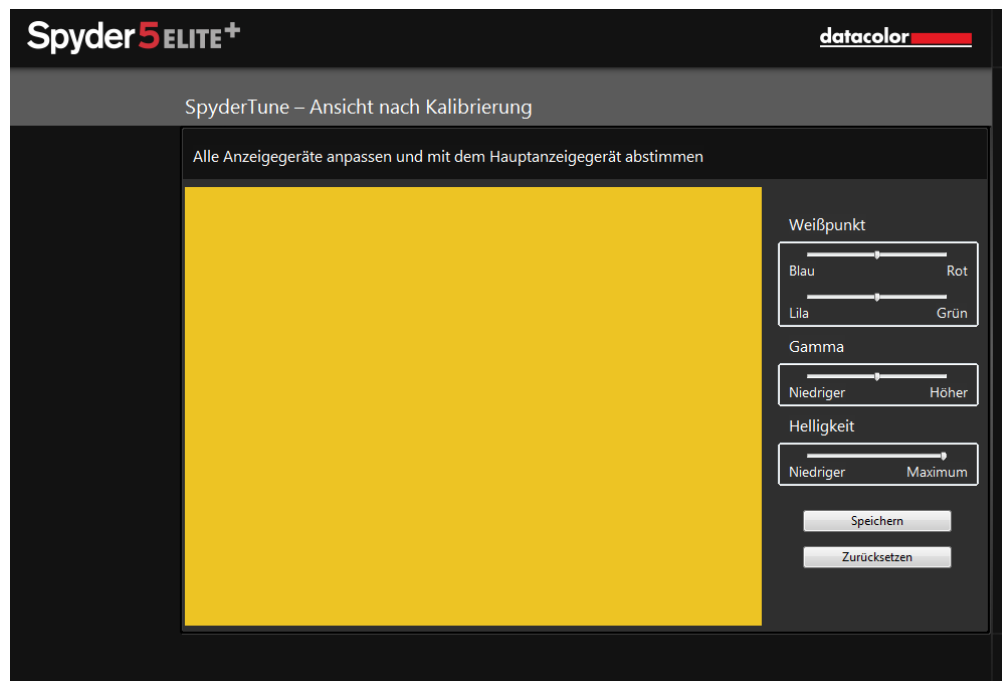 Spyder5ELITE+
datacolor
SpyderTune – Ansicht nach Kalibrierung
Alle Anzeigegeräte anpassen und mit dem Hauptanzeigegerät abstimmen
Weißpunkt
Blau Rot
Lila Grün
Gamma
Niedriger Höher
Helligkeit
Niedriger Maximum
Speichern
Zurücksetzen